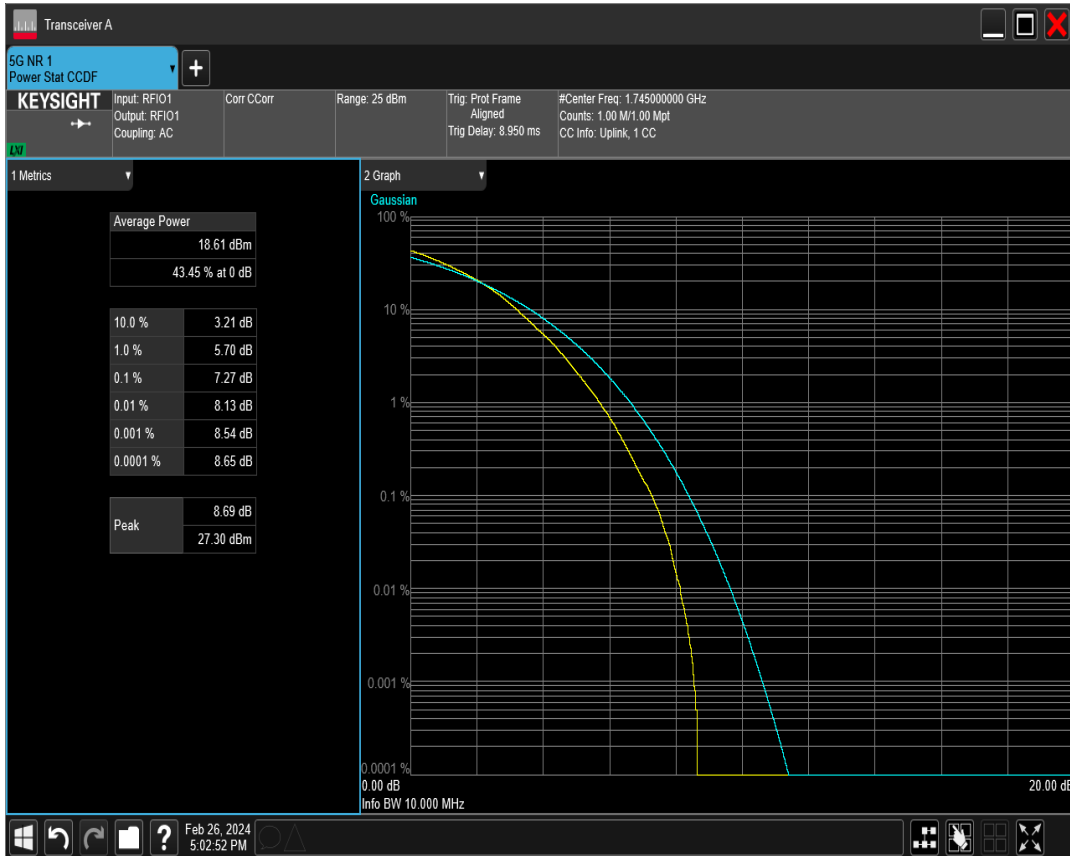 Transceiver A
5G NR 1
Power Stat CCDF
+
KEYSIGHT
LXI
Input: RFIO1
Output: RFIO1
Coupling: AC
Corr CCorr
Range: 25 dBm
Trig: Prot Frame
Aligned
Trig Delay: 8.950 ms
#Center Freq: 1.745000000 GHz
Counts: 1.00 M/1.00 Mpt
CC Info: Uplink, 1 CC
1 Metrics
Average Power
18.61 dBm
43.45 % at 0 dB
10.0 % 3.21 dB
1.0 % 5.70 dB
0.1 % 7.27 dB
0.01 % 8.13 dB
0.001 % 8.54 dB
0.0001 % 8.65 dB
Peak 8.69 dB
27.30 dBm
2 Graph
Gaussian
100 %
10 %
1 %
0.1 %
0.01 %
0.001 %
0.0001 %
0.00 dB 20.00 dB
Info BW 10.000 MHz
? Feb 26, 2024
5:02:52 PM